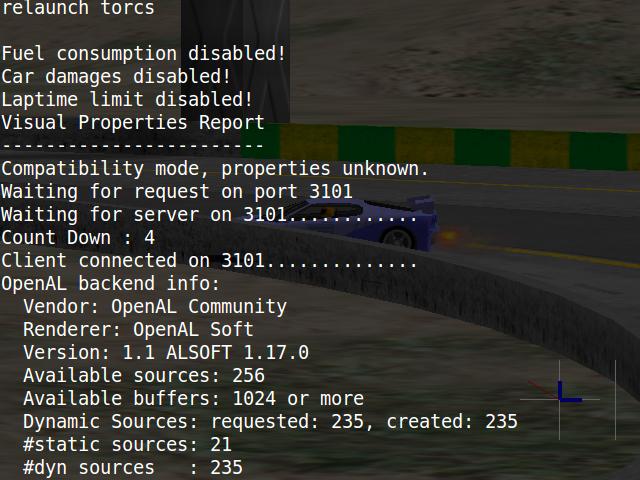 relaunch torcs
Fuel consumption disabled!
Car damages disabled!
Laptime limit disabled!
Visual Properties Report
------------------------
Compatibility mode, properties unknown.
Waiting for request on port 3101
Waiting for server on 3101............
Count Down : 4
Client connected on 3101..............
OpenAL backend info:
  Vendor: OpenAL Community
  Renderer: OpenAL Soft
  Version: 1.1 ALSOFT 1.17.0
  Available sources: 256
  Available buffers: 1024 or more
  Dynamic Sources: requested: 235, created: 235
  #static sources: 21
  #dyn sources   : 235